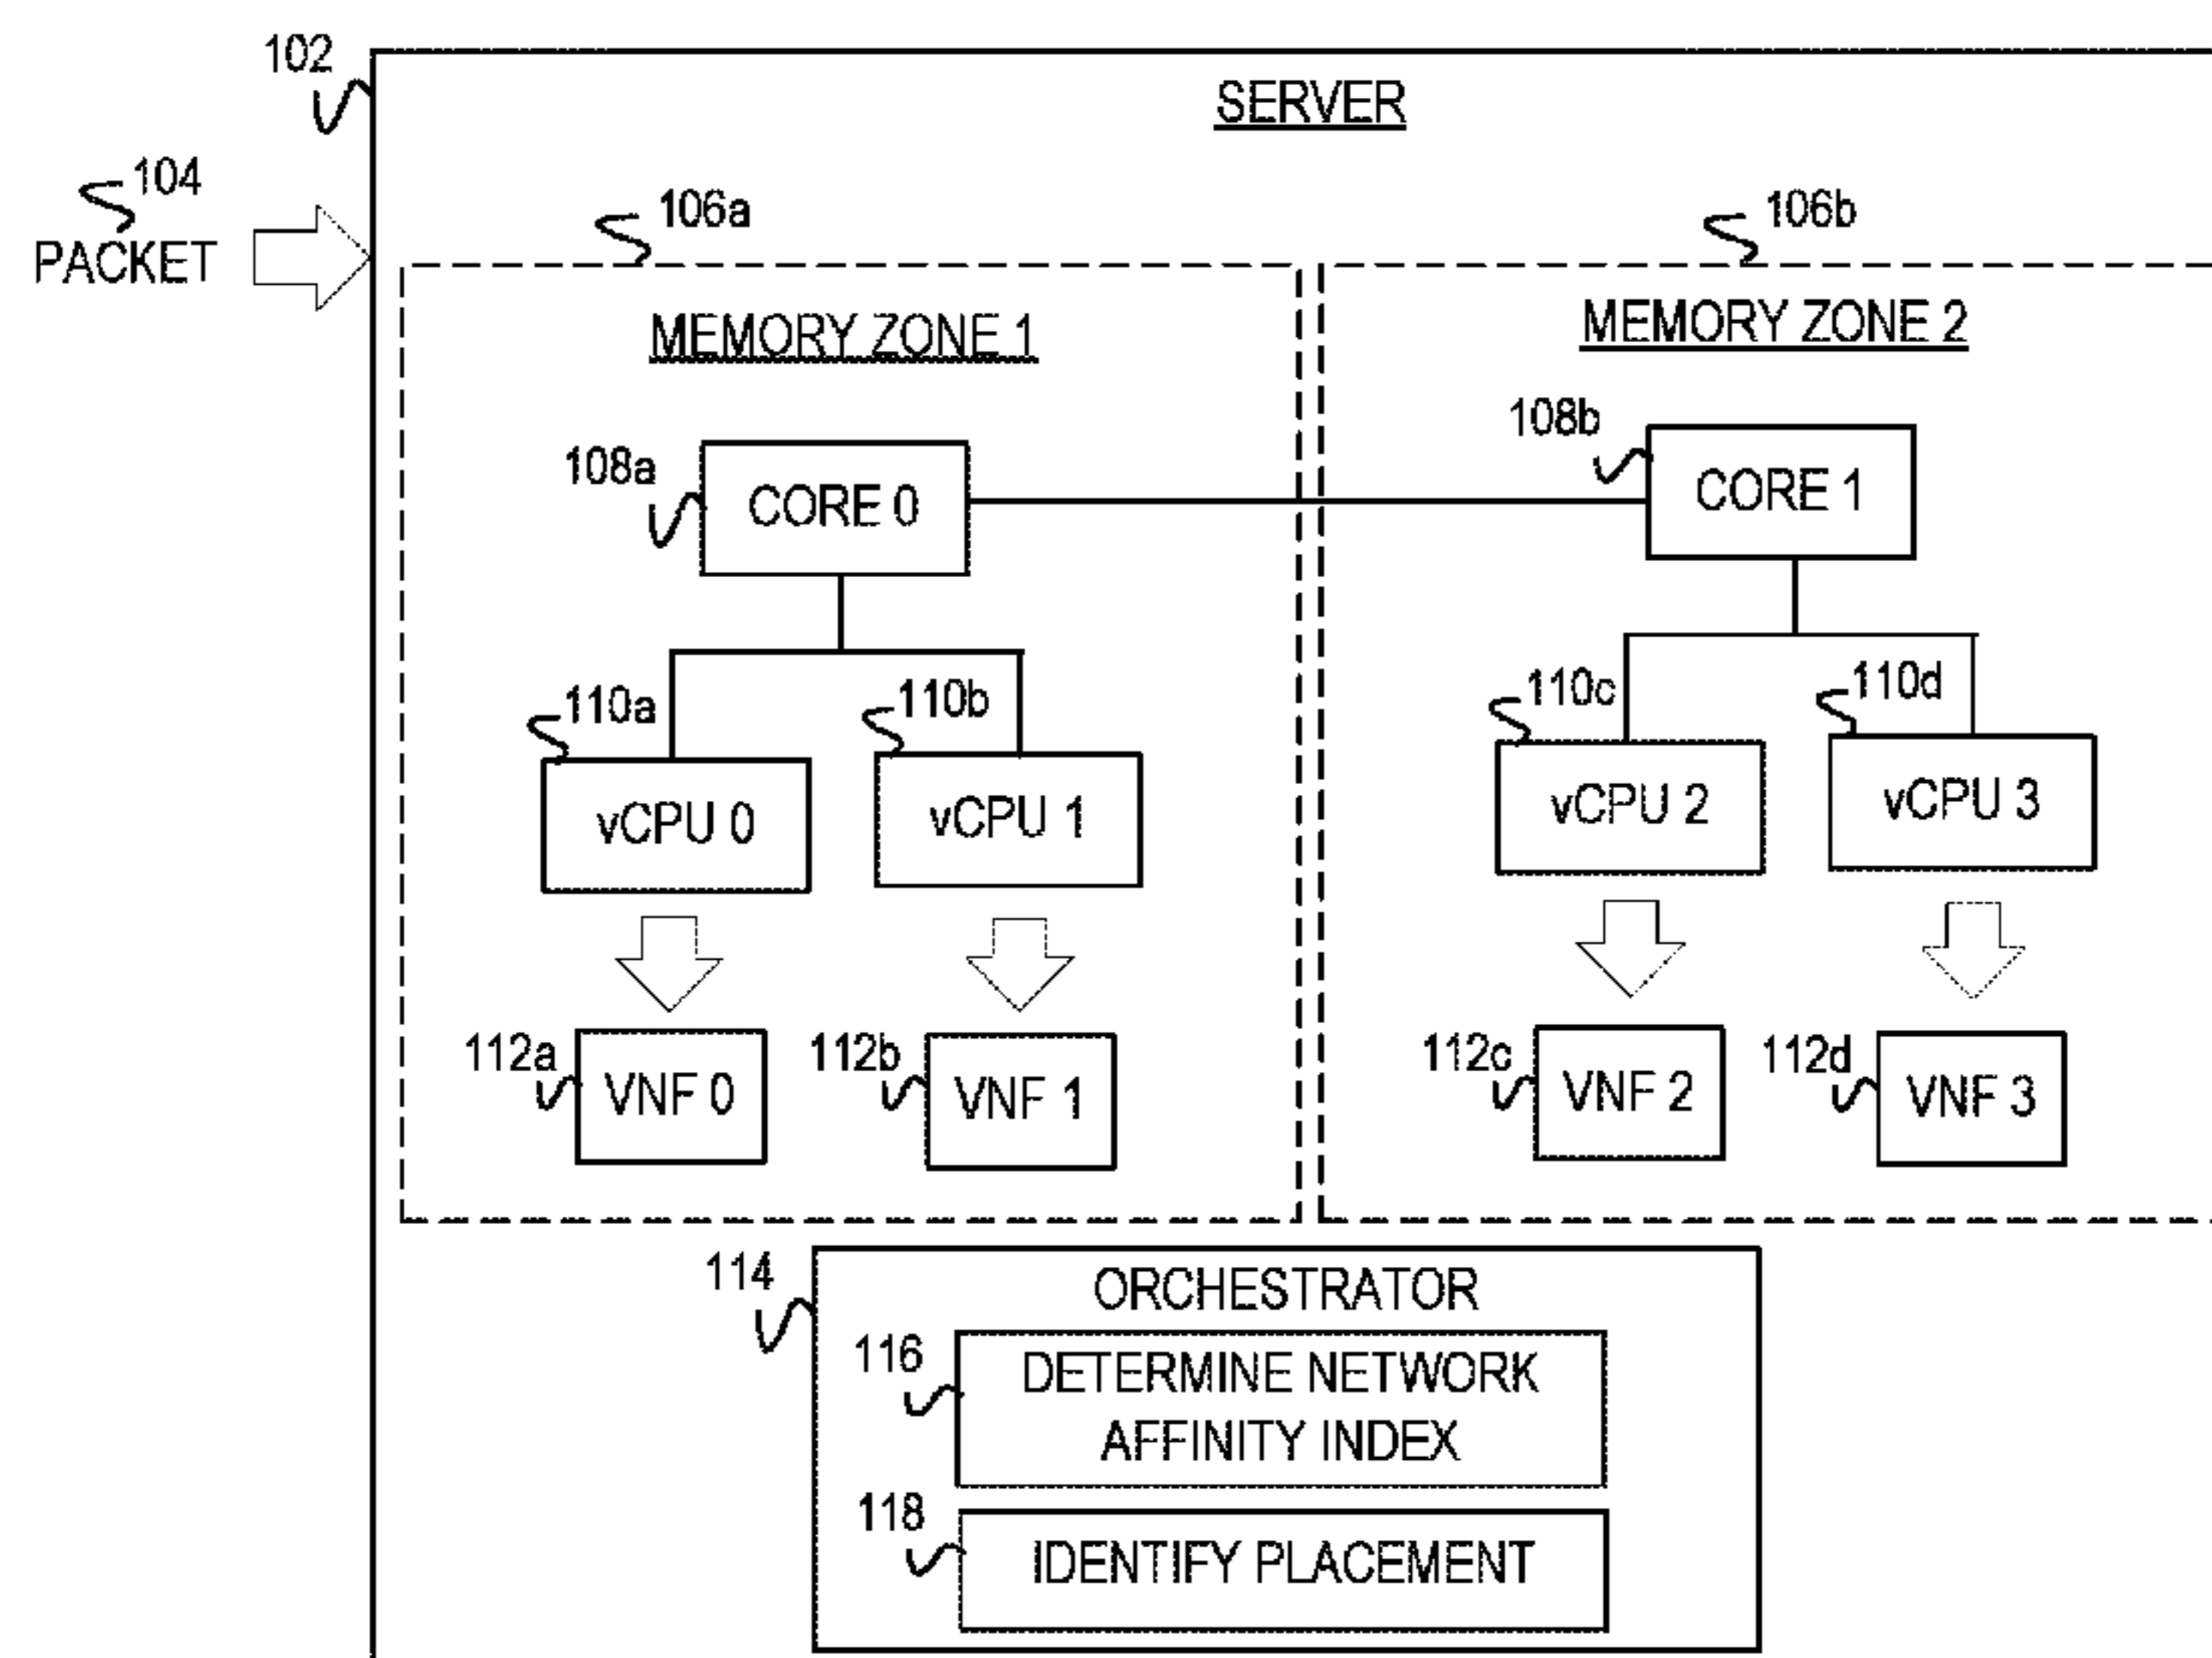 102
SERVER
104
PACKET
106a
106b
MEMORY ZONE 1
MEMORY ZONE 2
108a
CORE 0
108b
CORE 1
110a
110b
110c
110d
vCPU 0
vCPU 1
vCPU 2
vCPU 3
112a
VNF 0
112b
VNF 1
112c
VNF 2
112d
VNF 3
114
ORCHESTRATOR
116
DETERMINE NETWORK
AFFINITY INDEX
118
IDENTIFY PLACEMENT